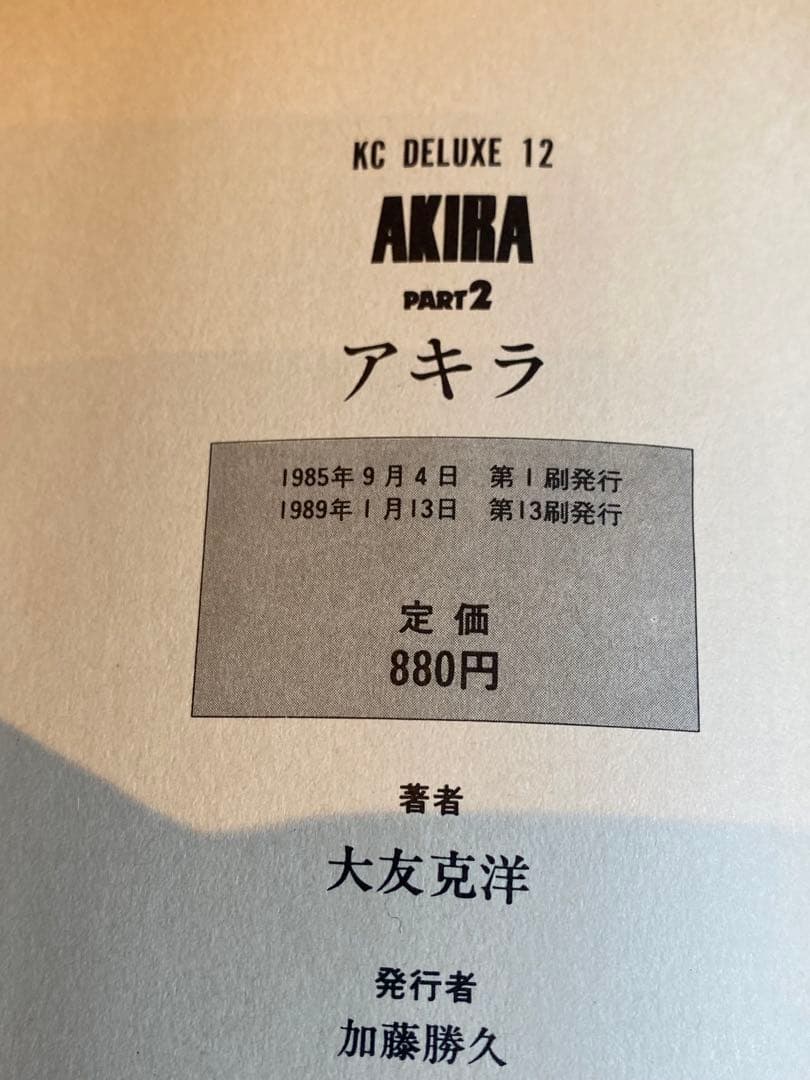 KC DELUXE 12
AKIRA
PART2
アキラ
1985年9月4日 第1刷発行
1989年1月13日 第13刷発行
定価
880円
著者
大友克洋
発行者
加藤勝久